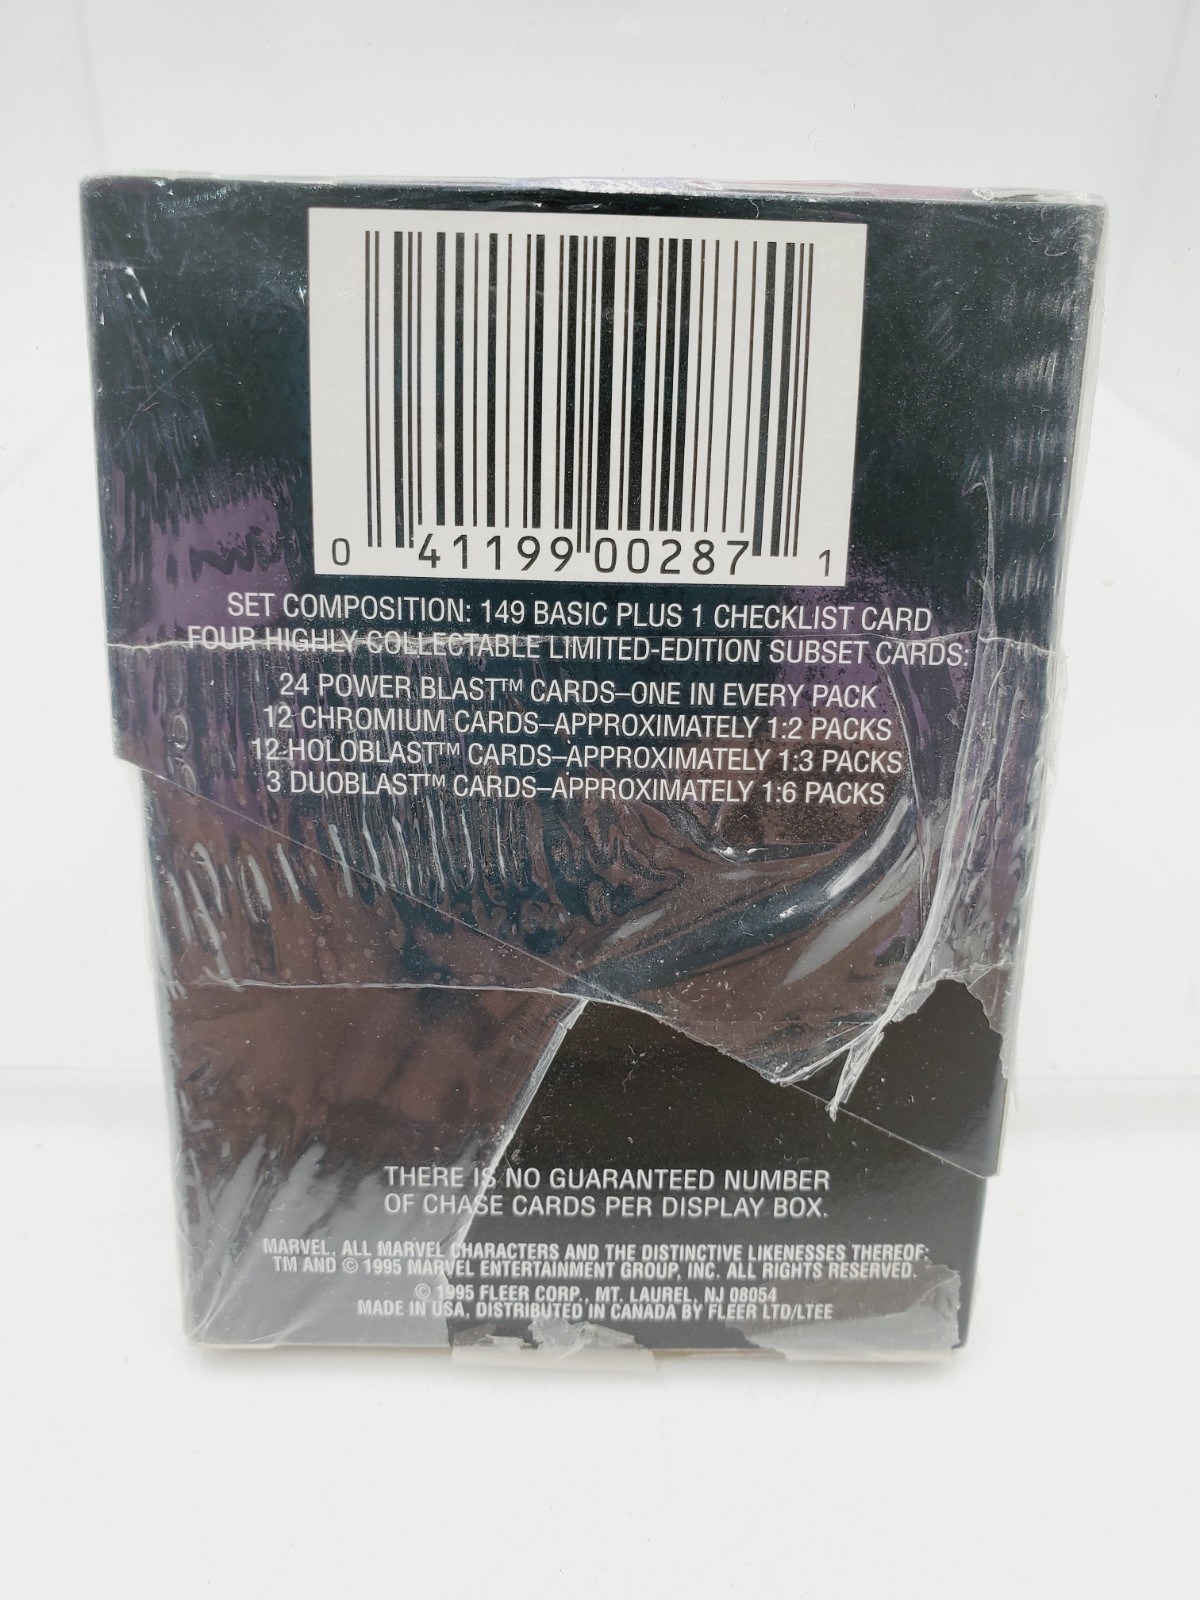 0 41199 00287 1
SET COMPOSITION: 149 BASIC PLUS 1 CHECKLIST CARD
FOUR HIGHLY COLLECTABLE LIMITED-EDITION SUBSET CARDS:
24 POWER BLAST™ CARDS–ONE IN EVERY PACK
12 CHROMIUM CARDS–APPROXIMATELY 1:2 PACKS
12 HOLOBLAST™ CARDS–APPROXIMATELY 1:3 PACKS
3 DUOBLAST™ CARDS–APPROXIMATELY 1:6 PACKS
THERE IS NO GUARANTEED NUMBER
OF CHASE CARDS PER DISPLAY BOX.
MARVEL, ALL MARVEL CHARACTERS AND THE DISTINCTIVE LIKENESSES THEREOF:
TM AND © 1995 MARVEL ENTERTAINMENT GROUP, INC. ALL RIGHTS RESERVED.
© 1995 FLEER CORP., MT. LAUREL, NJ 08054
MADE IN USA. DISTRIBUTED IN CANADA BY FLEER LTD/LTEE